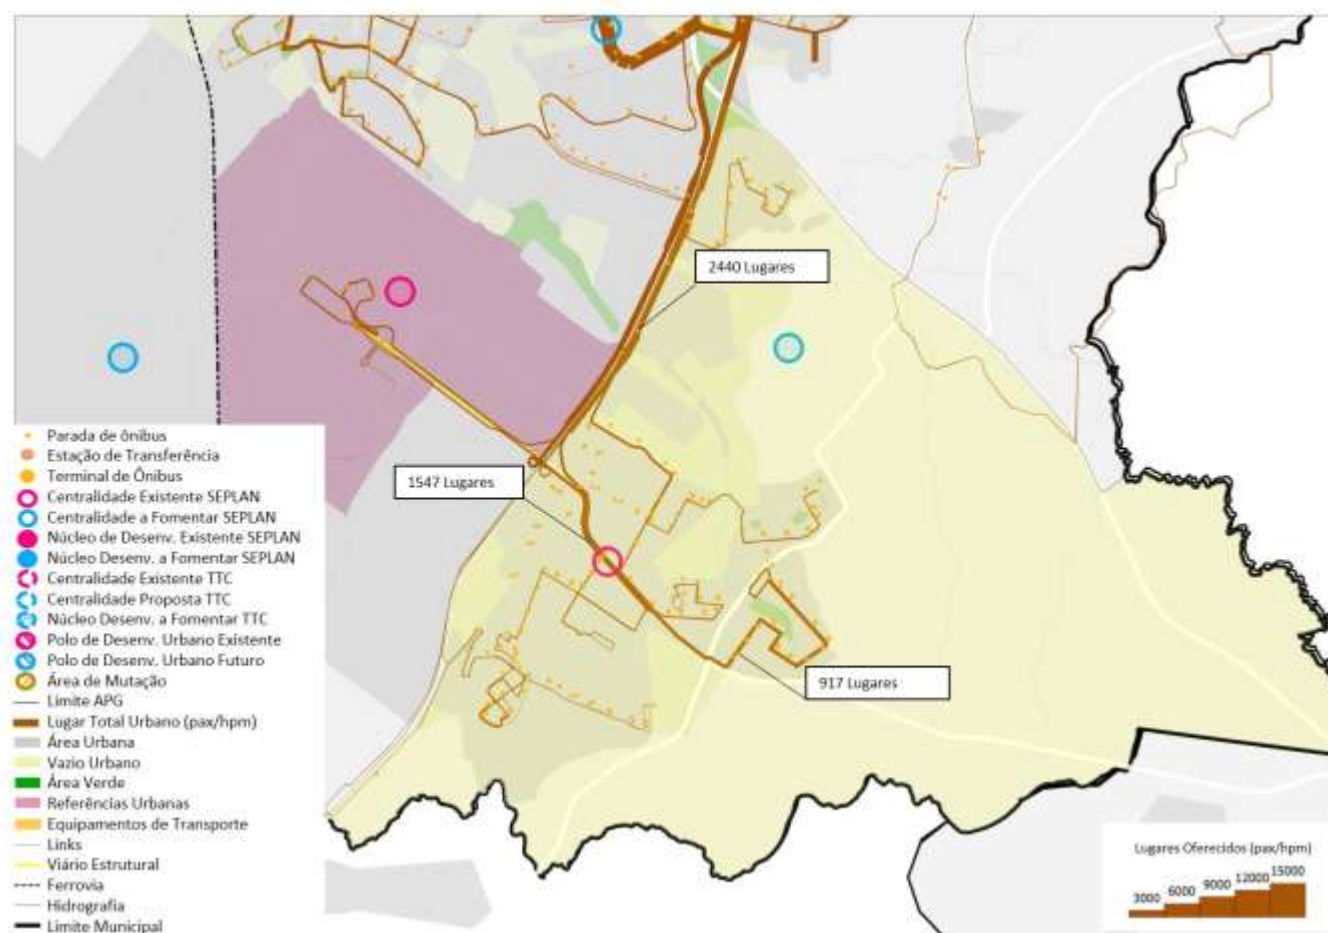 2440 Lugares
1547 Lugares
917 Lugares
Parada de ônibus
Estação de Transferência
Terminal de Ônibus
Centralidade Existente SEPLAN
Centralidade a Fomentar SEPLAN
Núcleo de Desenv. Existente SEPLAN
Núcleo Desenv. a Fomentar SEPLAN
Centralidade Existente TTC
Centralidade Proposta TTC
Núcleo Desenv. a Fomentar TTC
Polo de Desenv. Urbano Existente
Polo de Desenv. Urbano Futuro
Área de Mutação
Limite APG
Lugar Total Urbano (pax/hpm)
Área Urbana
Vazio Urbano
Área Verde
Referências Urbanas
Equipamentos de Transporte
Links
Viário Estrutural
Ferrovia
Hidrografia
Limite Municipal
Lugares Oferecidos (pax/hpm)
3000 6000 9000 12000 15000